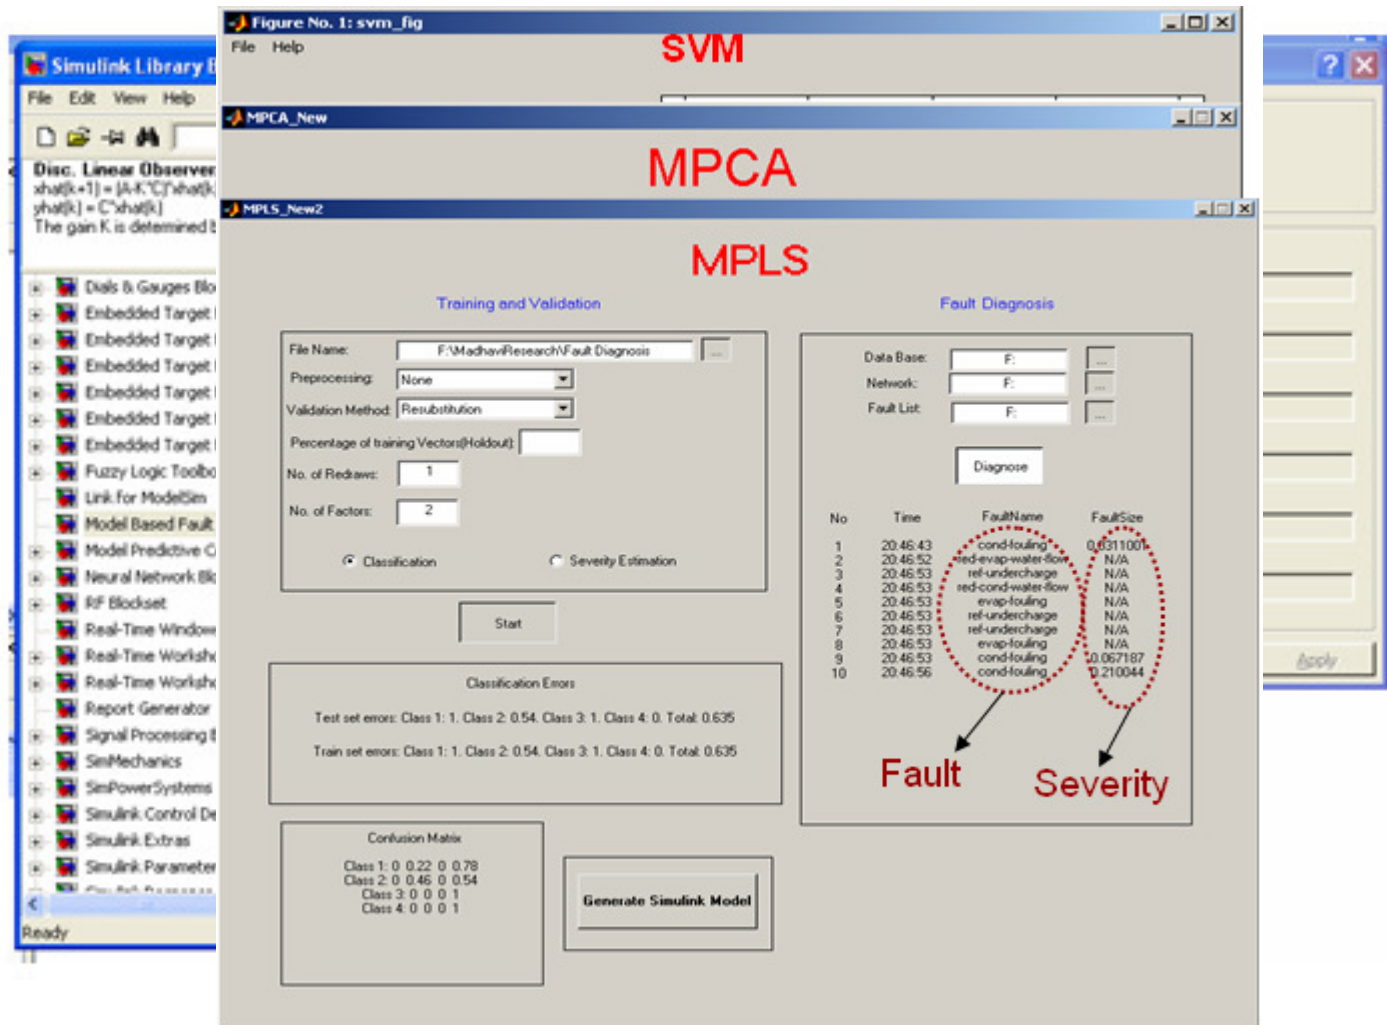 Figure No. 1: svm_fig
File Help
SVM
MPCA_New
MPCA
MPLS_New2
MPLS
Simulink Library B
File Edit View Help
Disc. Linear Observer
xhat(k+1) = (A-K*C)*xhat(k
yhat(k) = C*xhat(k)
The gain K is determined b
Dials & Gauges Blo
Embedded Target
Embedded Target
Embedded Target
Embedded Target
Embedded Target
Embedded Target
Fuzzy Logic Toolbo
Link for ModelSim
Model Based Fault
Model Predictive C
Neural Network Blo
RF Blockset
Real-Time Window
Real-Time Worksho
Real-Time Worksho
Report Generator
Signal Processing B
SimMechanics
SimPowerSystems
Simulink Control De
Simulink Extras
Simulink Parameter
Ready
Training and Validation
File Name: F:\MadhaviResearch\Fault Diagnosis ...
Preprocessing: None
Validation Method: Resubstitution
Percentage of training Vectors(Holdout):
No. of Redraws: 1
No. of Factors: 2
Classification Severity Estimation
Start
Classification Errors
Test set errors: Class 1: 1. Class 2: 0.54. Class 3: 1. Class 4: 0. Total: 0.635
Train set errors: Class 1: 1. Class 2: 0.54. Class 3: 1. Class 4: 0. Total: 0.635
Confusion Matrix
Class 1: 0 0.22 0 0.78
Class 2: 0 0.46 0 0.54
Class 3: 0 0 0 1
Class 4: 0 0 0 1
Generate Simulink Model
Fault Diagnosis
Data Base: F: ...
Network: F: ...
Fault List: F: ...
Diagnose
No Time FaultName FaultSize
1 20:46:43 cond-fouling 0.6311001
2 20:46:52 red-evap-water-flow N/A
3 20:46:53 ref-undercharge N/A
4 20:46:53 red-cond-water-flow N/A
5 20:46:53 evap-fouling N/A
6 20:46:53 ref-undercharge N/A
7 20:46:53 ref-undercharge N/A
8 20:46:53 evap-fouling N/A
9 20:46:53 cond-fouling 0.067187
10 20:46:56 cond-fouling 0.210044
Fault Severity
Apply